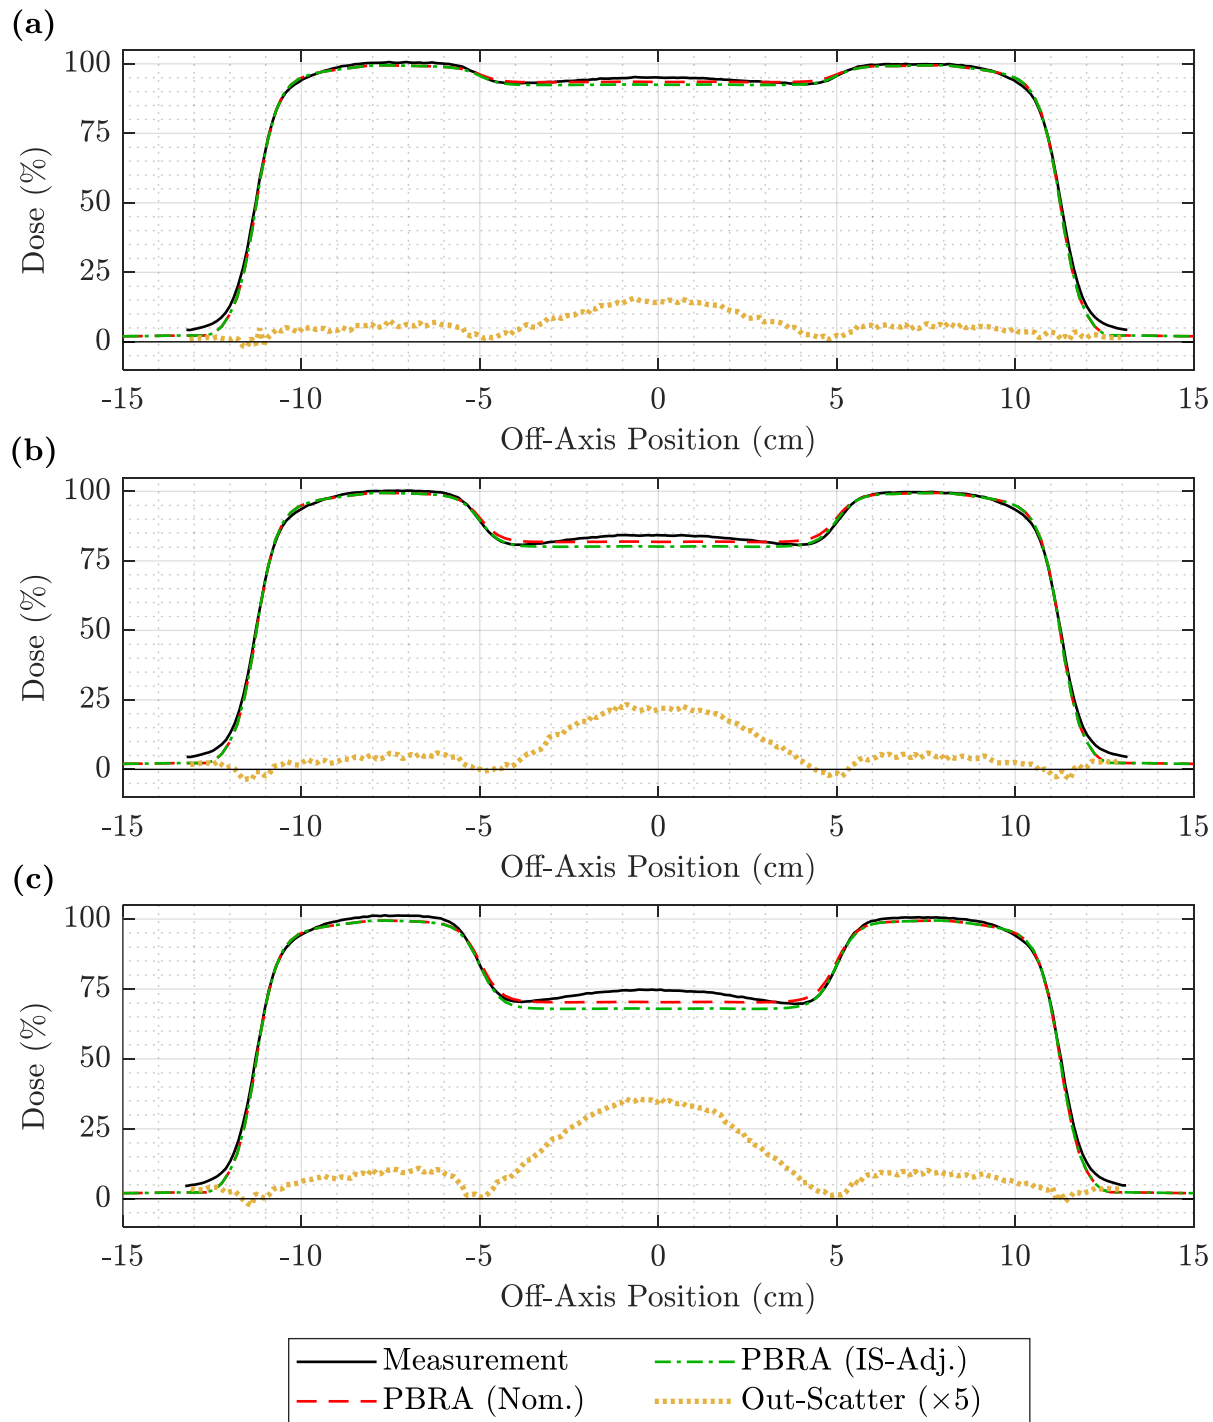 (a)
100
75
50
25
0
Dose (%)
-15 -10 -5 0 5 10 15
Off-Axis Position (cm)
(b)
100
75
50
25
0
Dose (%)
-15 -10 -5 0 5 10 15
Off-Axis Position (cm)
(c)
100
75
50
25
0
Dose (%)
-15 -10 -5 0 5 10 15
Off-Axis Position (cm)
Measurement PBRA (IS-Adj.)
PBRA (Nom.) Out-Scatter (×5)